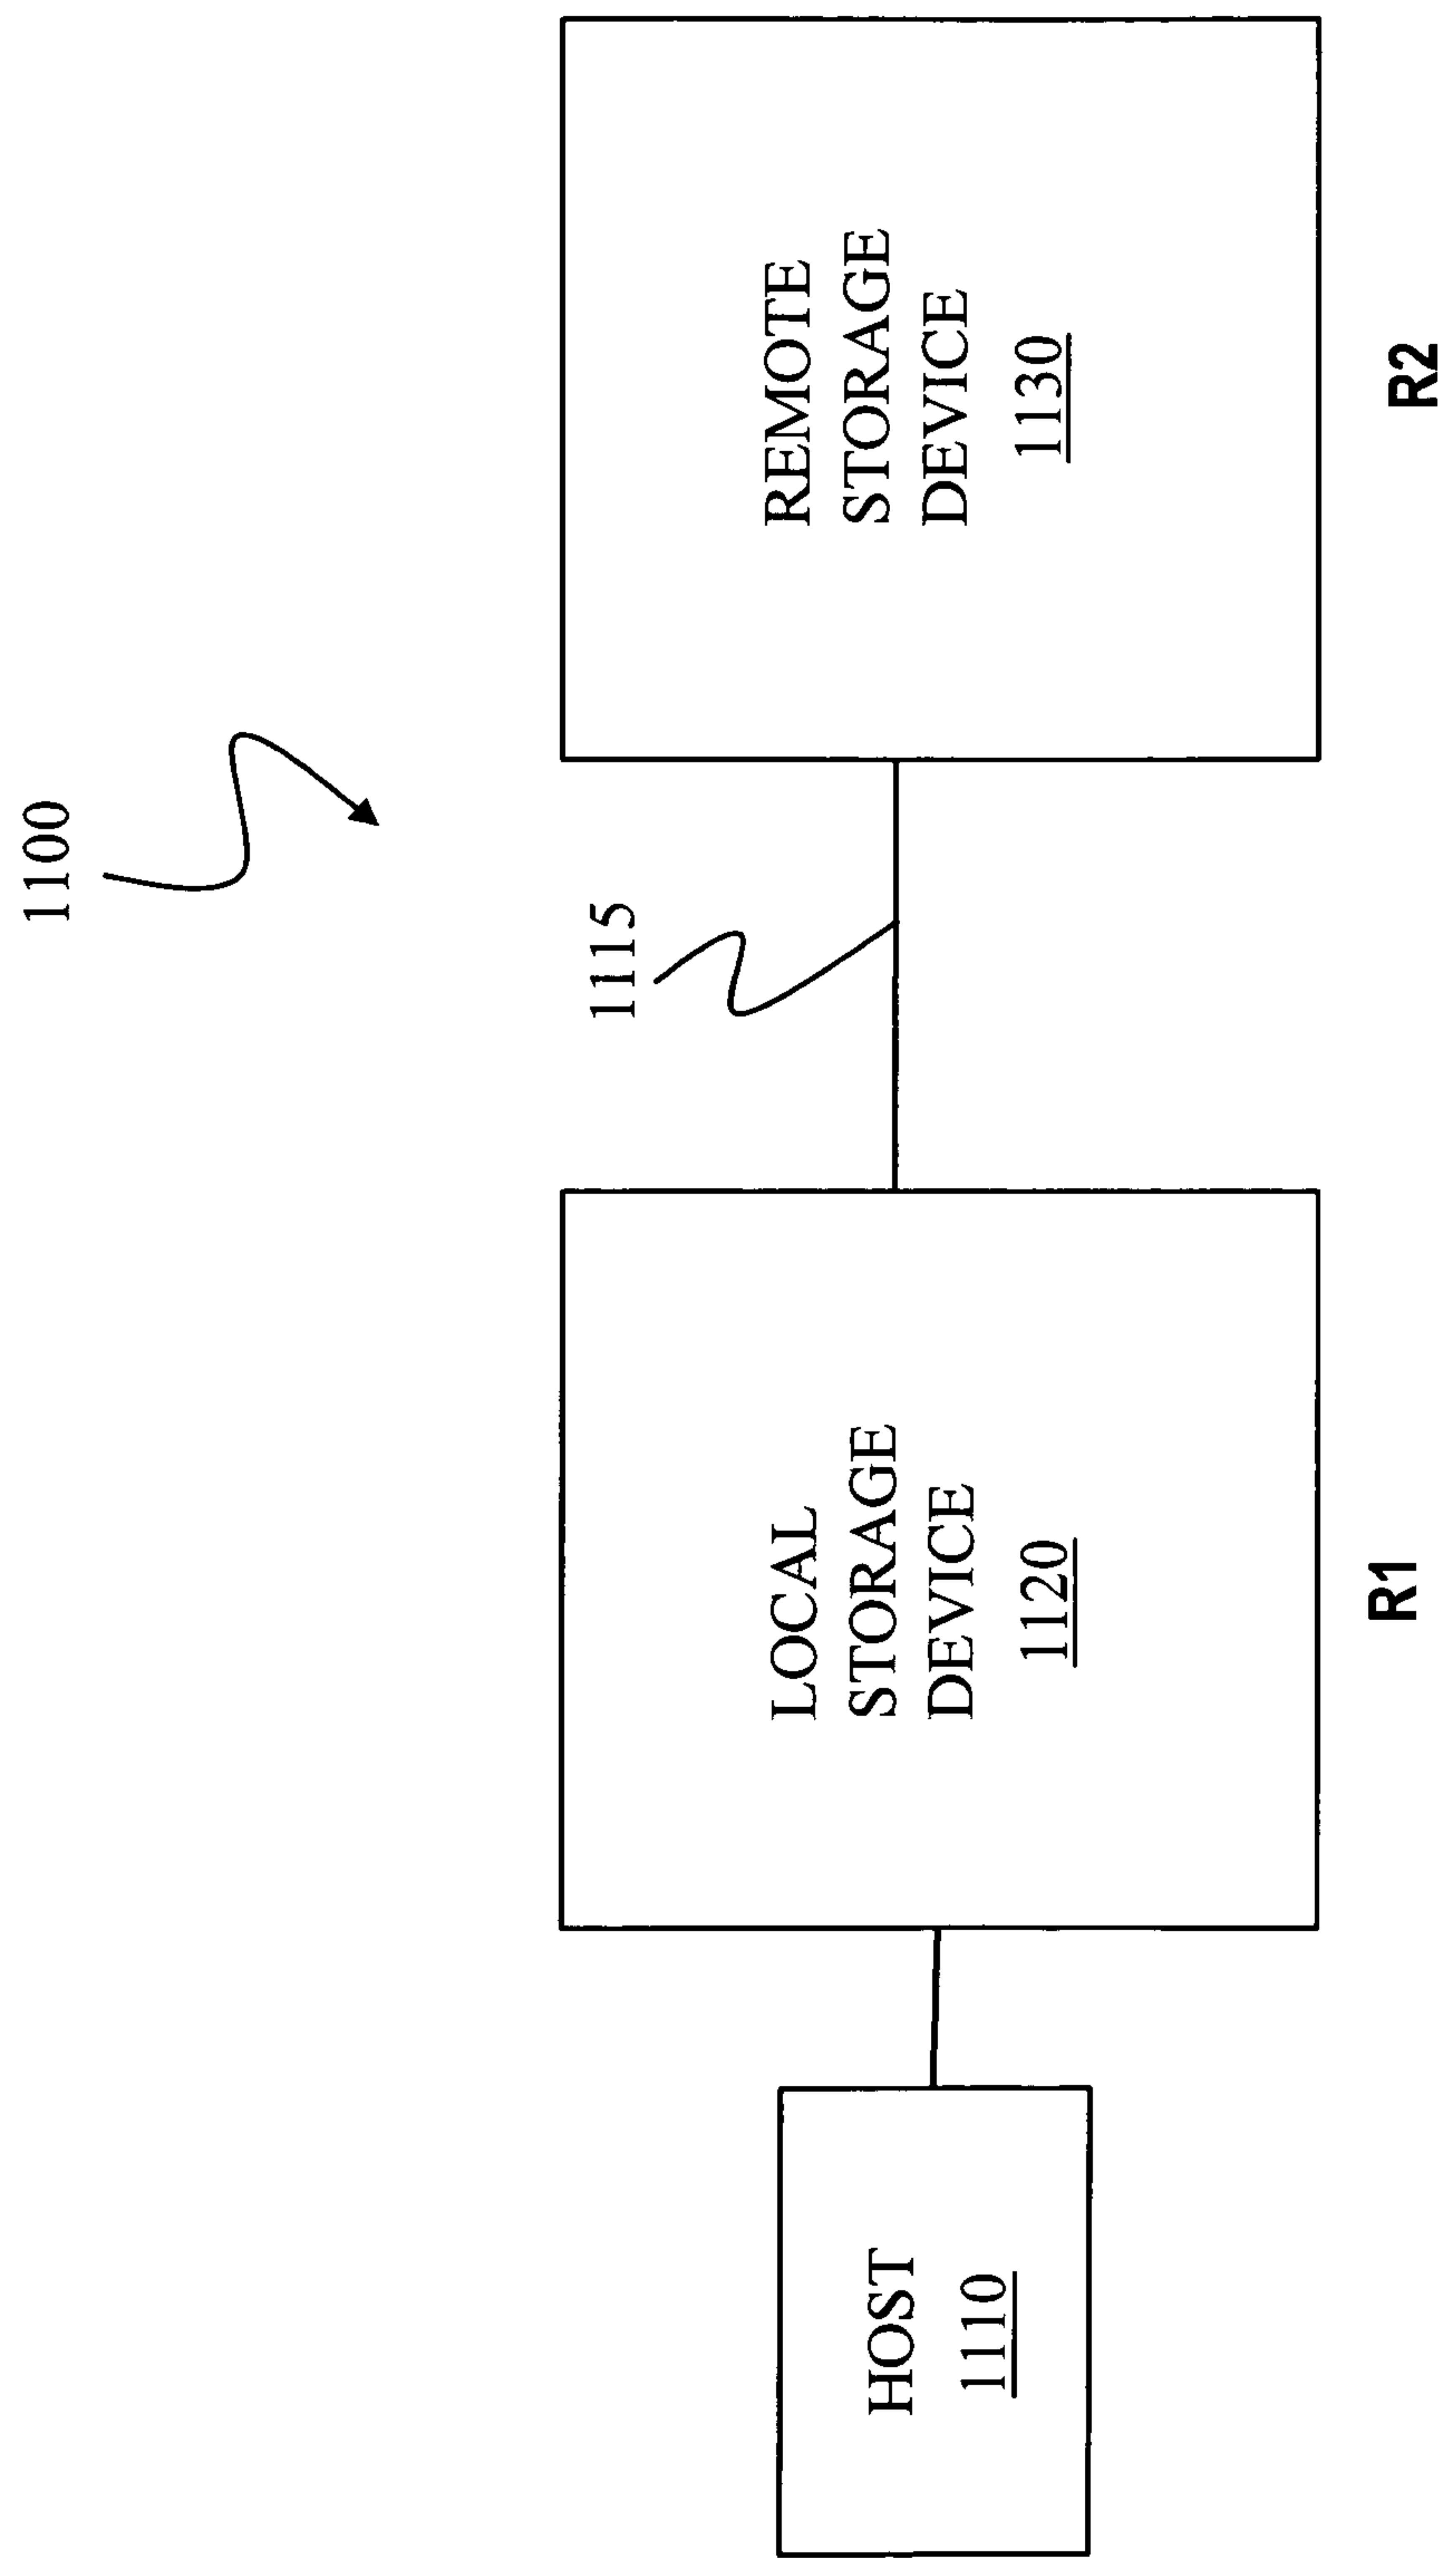 1100
1115
HOST
1110
LOCAL
STORAGE
DEVICE
1120
REMOTE
STORAGE
DEVICE
1130
R1
R2